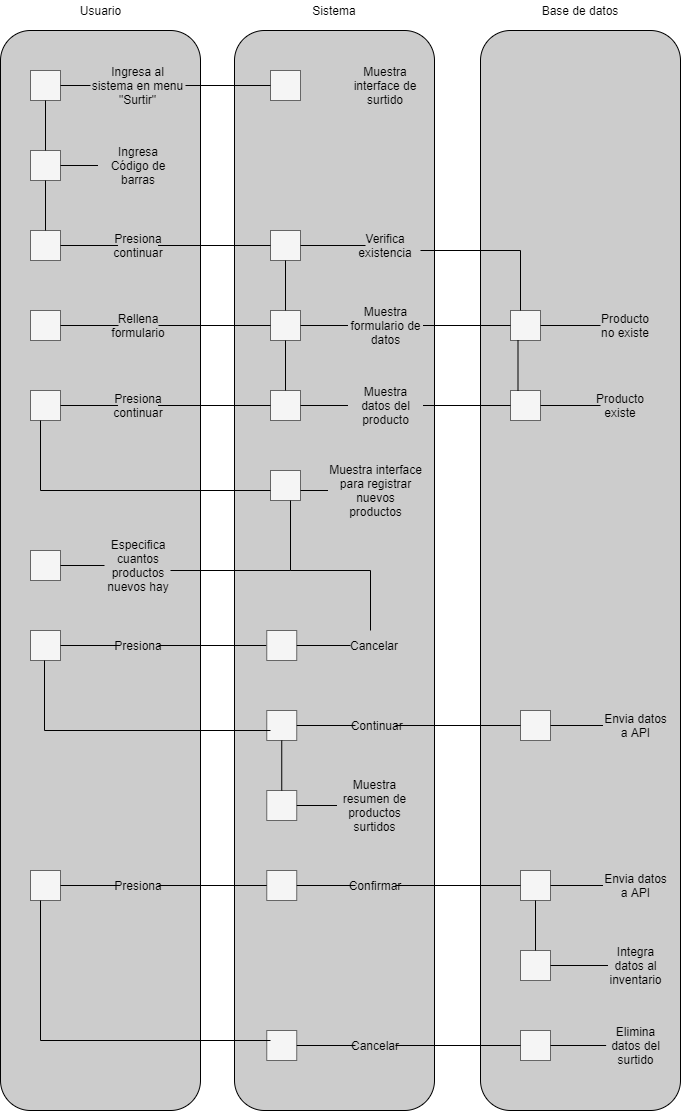 Usuario
Sistema
Base de datos
Ingresa al
sistema en menu
"Surtir"
Muestra
interface de
surtido
Ingresa
Código de
barras
Presiona
continuar
Verifica
existencia
Rellena
formulario
Muestra
formulario de
datos
Producto
no existe
Presiona
continuar
Muestra
datos del
producto
Producto
existe
Muestra interface
para registrar
nuevos
productos
Especifica
cuantos
productos
nuevos hay
Presiona
Cancelar
Continuar
Envia datos
a API
Muestra
resumen de
productos
surtidos
Presiona
Confirmar
Envia datos
a API
Integra
datos al
inventario
Cancelar
Elimina
datos del
surtido